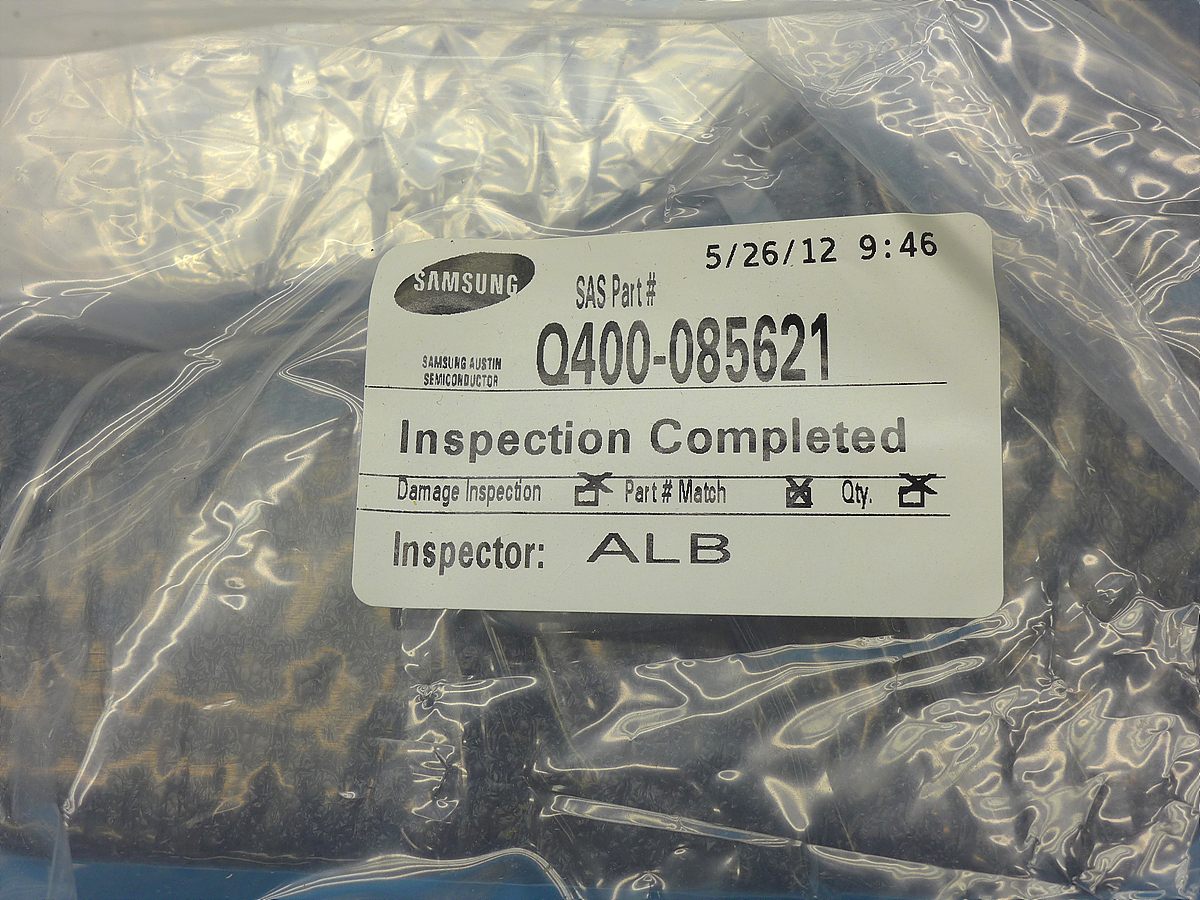 5/26/12 9:46
SAMSUNG
SAS Part #
Q400-085621
SAMSUNG AUSTIN
SEMICONDUCTOR
Inspection Completed
Damage Inspection Part # Match Qty.
Inspector: ALB